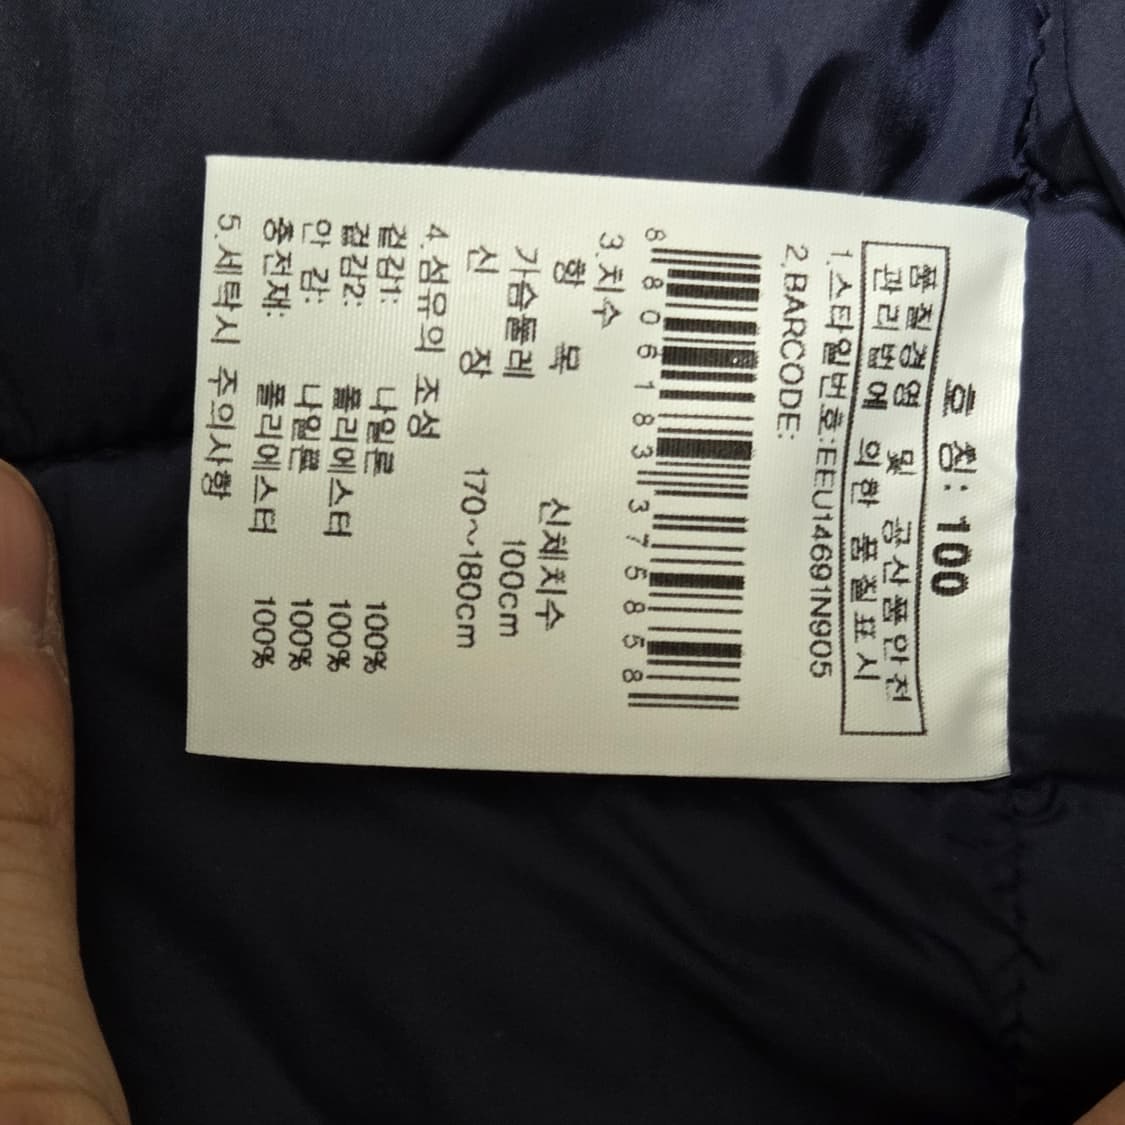 호 칭: 100
품질경영 및 공산품안전
관리법에 의한 품질표시
1.스타일번호:EEU14691N905
2.BARCODE:
8 806183 375858
3.치수
항 목 신체치수
가슴둘레 100cm
신 장 170~180cm
4.섬유의 조성
겉감1: 나일론 100%
겉감2: 폴리에스터 100%
안 감: 나일론 100%
충전재: 폴리에스터 100%
5.세탁시 주의사항